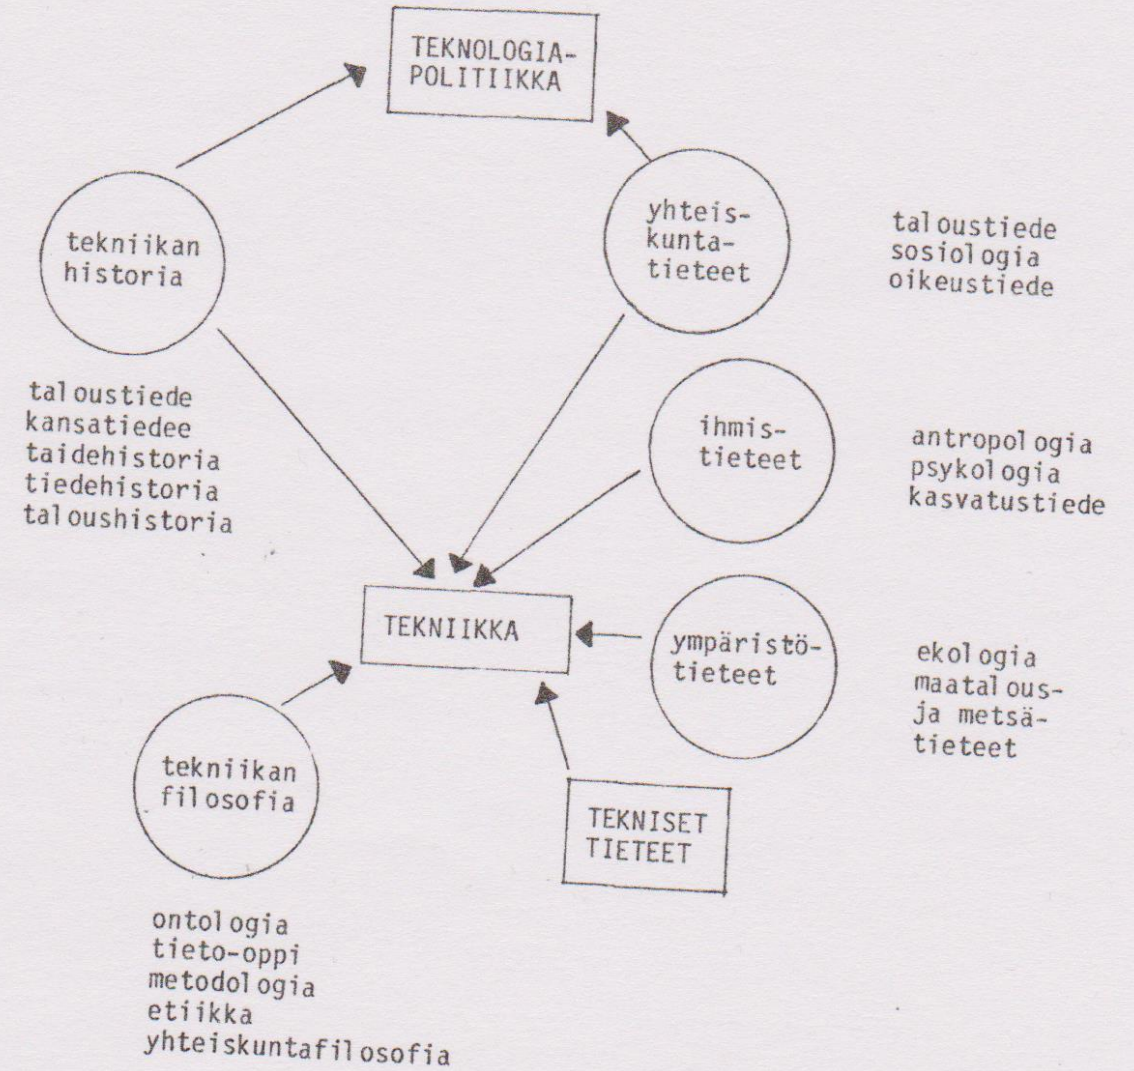 TEKNOLOGIA-
POLITIIKKA
tekniikan
historia
taloustiede
kansatiedee
taidehistoria
tiedehistoria
taloushistoria
yhteis-
kunta-
tieteet
taloustiede
sosiologia
oikeustiede
ihmis-
tieteet
antropologia
psykologia
kasvatustiede
TEKNIIKKA
ympäristö-
tieteet
ekologia
maatalous-
ja metsä-
tieteet
tekniikan
filosofia
ontologia
tieto-oppi
metodologia
etiikka
yhteiskuntafilosofia
TEKNISET
TIETEET